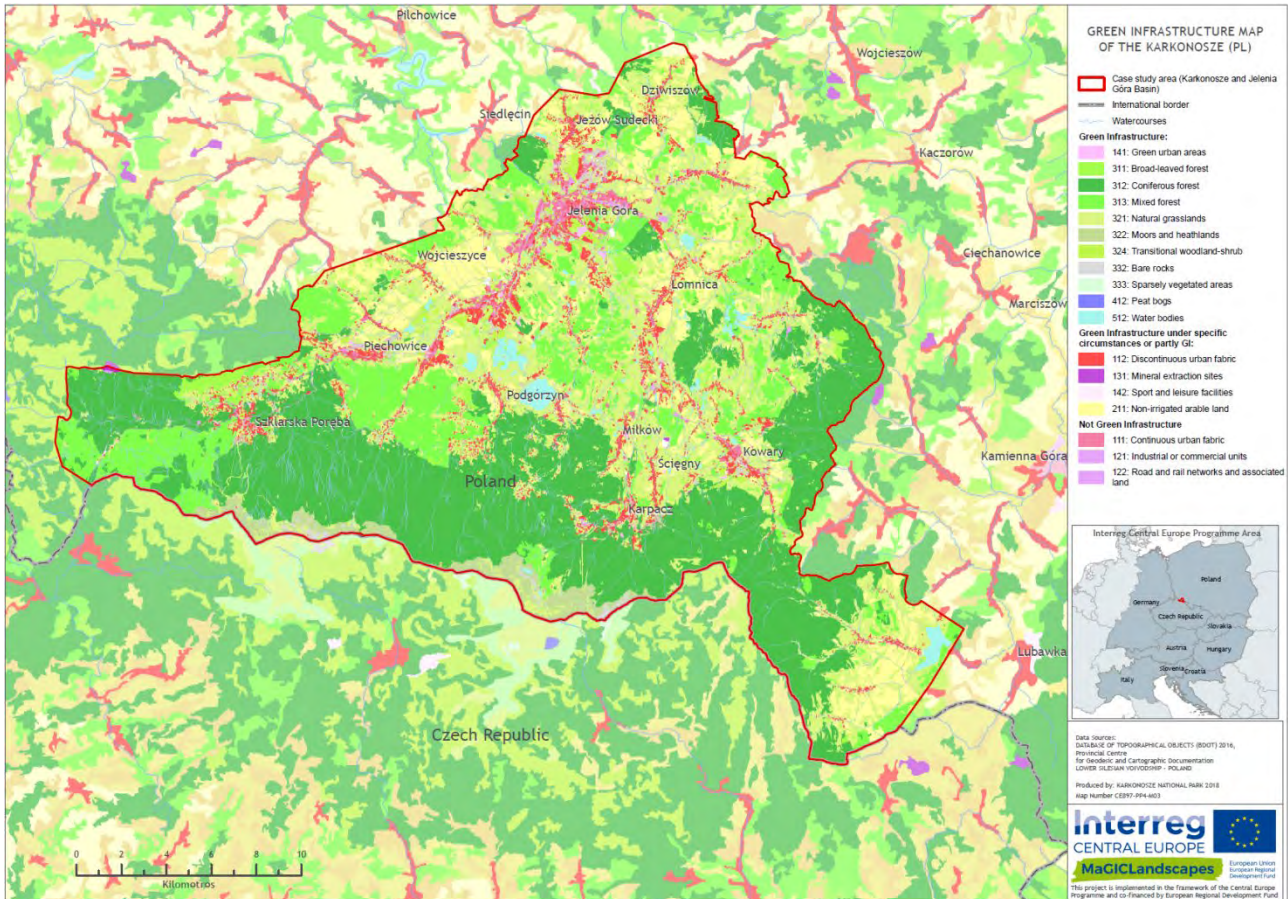 Pilchowice
Wojcieszów
Dziwiszów
Siedlęcin
Jeżów Sudecki
Kaczorów
Jelenia Góra
Wojcieszyce
Łomnica
Ciechanowice
Marciszów
Piechowice
Podgórzyn
Szklarska Poręba
Miłków
Kowary
Ścięgny
Kamienna Góra
Poland
Karpacz
Lubawka
Czech Republic
0 2 4 6 8 10
Kilometros
GREEN INFRASTRUCTURE MAP
OF THE KARKONOSZE (PL)
Case study area (Karkonosze and Jelenia
Góra Basin)
International border
Watercourses
Green Infrastructure:
141: Green urban areas
311: Broad-leaved forest
312: Coniferous forest
313: Mixed forest
321: Natural grasslands
322: Moors and heathlands
324: Transitional woodland-shrub
332: Bare rocks
333: Sparsely vegetated areas
412: Peat bogs
512: Water bodies
Green Infrastructure under specific
circumstances or partly GI:
112: Discontinuous urban fabric
131: Mineral extraction sites
142: Sport and leisure facilities
211: Non-irrigated arable land
Not Green Infrastructure
111: Continuous urban fabric
121: Industrial or commercial units
122: Road and rail networks and associated
land
Interreg Central Europe Programme Area
Poland
Germany
Czech Republic
Slovakia
Austria
Hungary
Slovenia
Croatia
Italy
Data Sources:
DATABASE OF TOPOGRAPHICAL OBJECTS (BDOT) 2016,
Provincial Centre
for Geodetic and Cartographic Documentation
LOWER SILESIAN VOIVODSHIP - POLAND
Produced by: KARKONOSZE NATIONAL PARK 2018
Map Number CE897-PP4-M03
Interreg
CENTRAL EUROPE
MaGICLandscapes
European Union
European Regional
Development Fund
This project is implemented in the framework of the Central Europe
Programme and co-financed by European Regional Development Fund